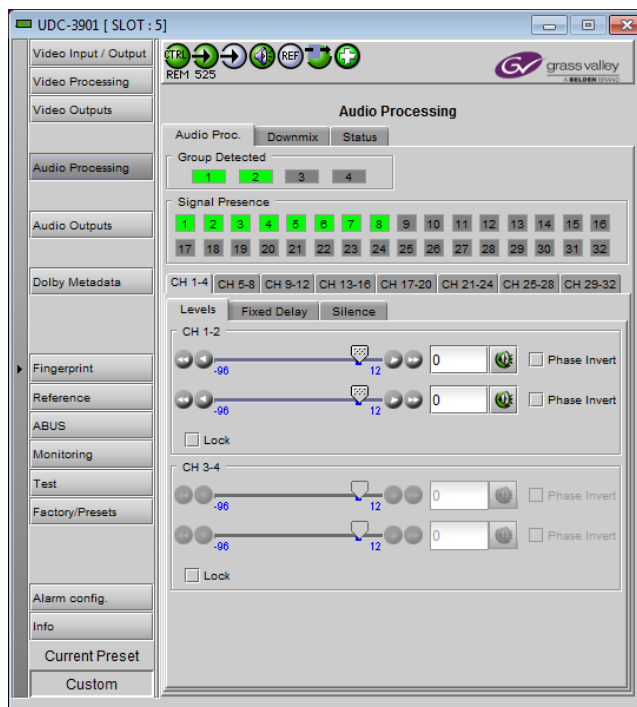 UDC-3901 [ SLOT : 5]
Video Input / Output
Video Processing
Video Outputs
Audio Processing
Audio Outputs
Dolby Metadata
Fingerprint
Reference
ABUS
Monitoring
Test
Factory/Presets
Alarm config.
Info
Current Preset
Custom
CTRL REF
REM 525
GV grass valley
A BELDEN BRAND
Audio Processing
Audio Proc. Downmix Status
Group Detected
1 2 3 4
Signal Presence
1 2 3 4 5 6 7 8 9 10 11 12 13 14 15 16
17 18 19 20 21 22 23 24 25 26 27 28 29 30 31 32
CH 1-4 CH 5-8 CH 9-12 CH 13-16 CH 17-20 CH 21-24 CH 25-28 CH 29-32
Levels Fixed Delay Silence
CH 1-2
0 Phase Invert
-96 12
0 Phase Invert
-96 12
Lock
CH 3-4
0 Phase Invert
-96 12
0 Phase Invert
-96 12
Lock